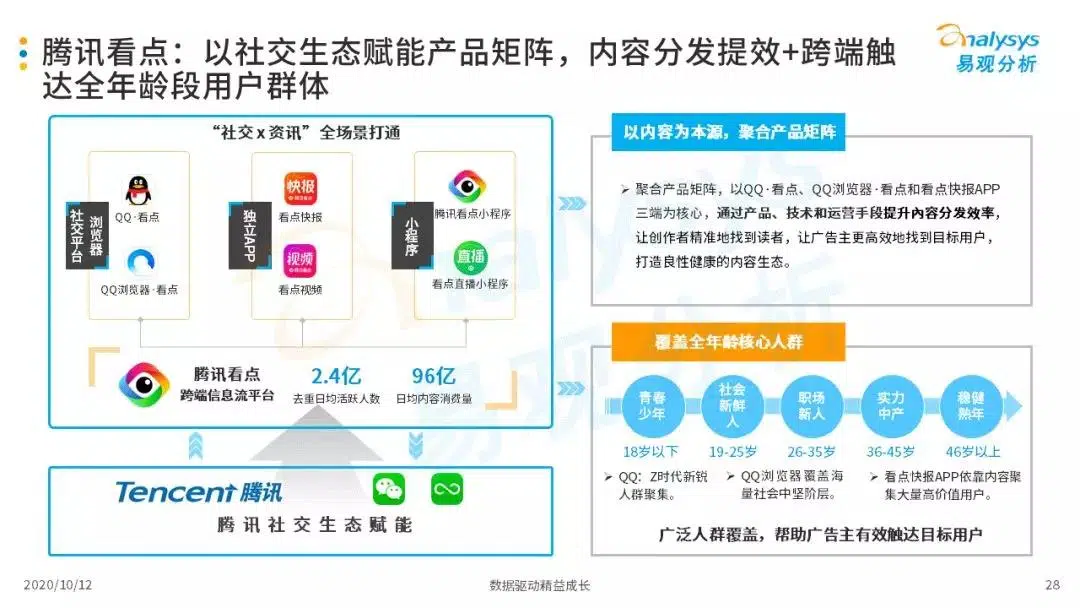 腾讯看点：以社交生态赋能产品矩阵，内容分发提效+跨端触
达全年龄段用户群体
analysys
易观分析
“社交x资讯”全场景打通
社交平台
浏览器
QQ·看点
QQ浏览器·看点
独立APP
快报
看点快报
视频
看点视频
小程序
腾讯看点小程序
直播
看点直播小程序
腾讯看点
跨端信息流平台
2.4亿
去重日均活跃人数
96亿
日均内容消费量
Tencent 腾讯
腾讯社交生态赋能
以内容为本源，聚合产品矩阵
➢ 聚合产品矩阵，以QQ·看点、QQ浏览器·看点和看点快报APP
三端为核心，通过产品、技术和运营手段提升内容分发效率，
让创作者精准地找到读者，让广告主更高效地找到目标用户，
打造良性健康的内容生态。
覆盖全年龄核心人群
青春
少年
社会
新鲜
人
职场
新人
实力
中产
稳健
熟年
18岁以下
19-25岁
26-35岁
36-45岁
46岁以上
➢ QQ：Z时代新锐
人群聚集。
➢ QQ浏览器覆盖海
量社会中坚阶层。
➢ 看点快报APP依靠内容聚
集大量高价值用户。
广泛人群覆盖，帮助广告主有效触达目标用户
2020/10/12
数据驱动精益成长
28